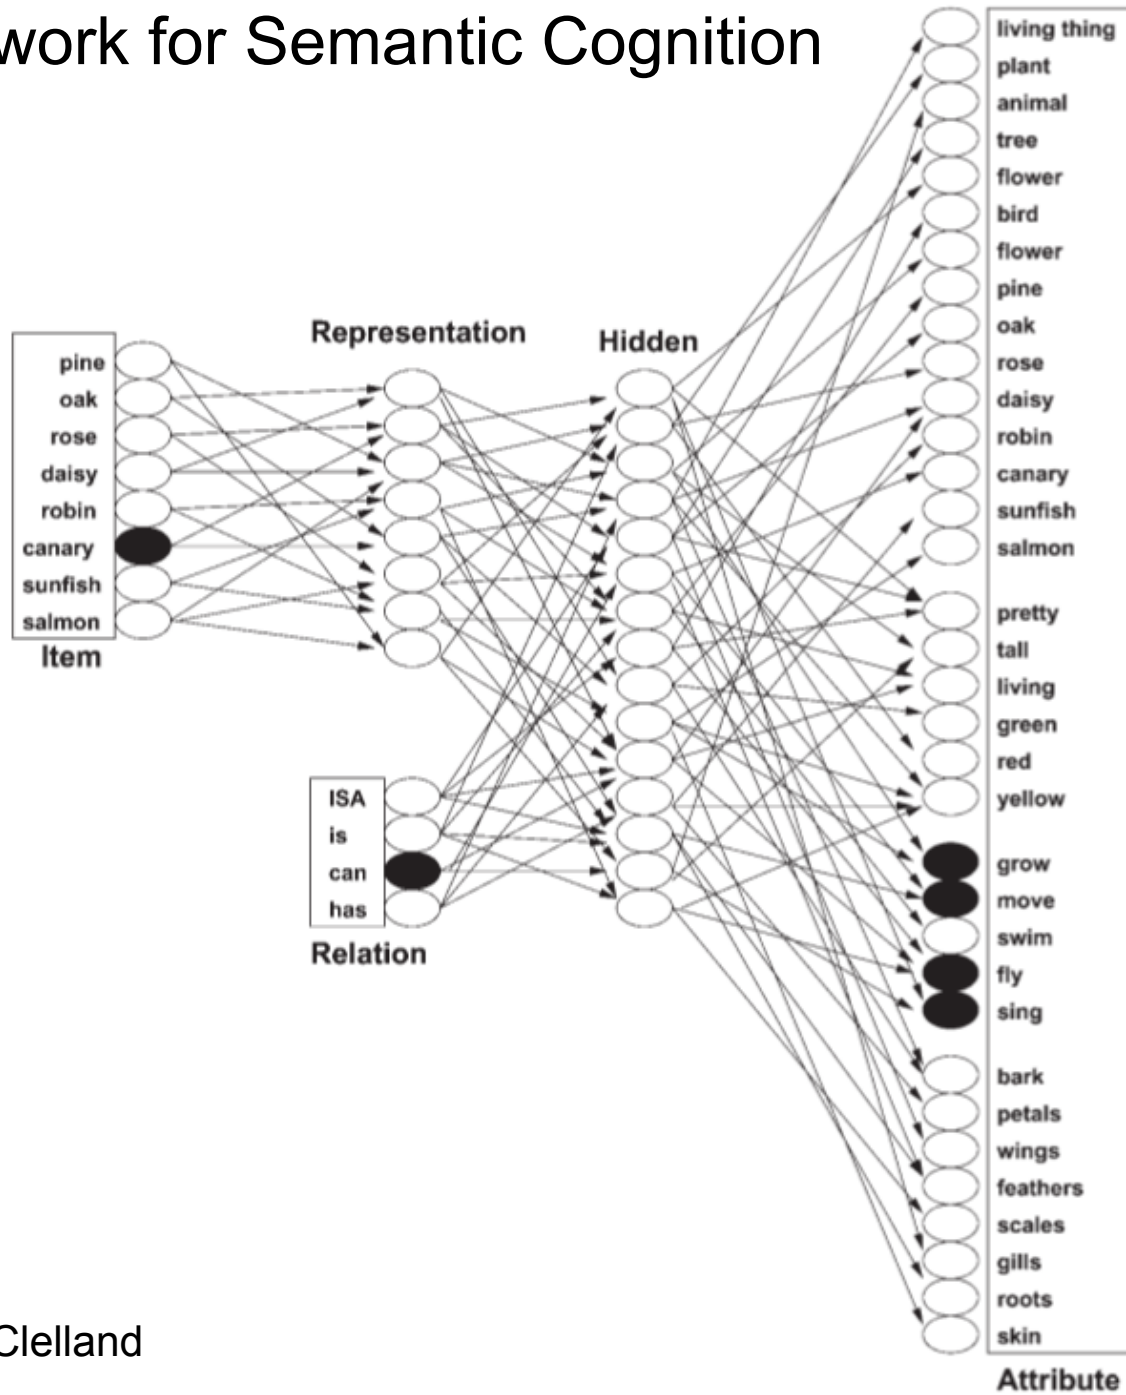 work for Semantic Cognition
Representation
Hidden
pine
oak
rose
daisy
robin
canary
sunfish
salmon
Item
ISA
is
can
has
Relation
living thing
plant
animal
tree
flower
bird
flower
pine
oak
rose
daisy
robin
canary
sunfish
salmon
pretty
tall
living
green
red
yellow
grow
move
swim
fly
sing
bark
petals
wings
feathers
scales
gills
roots
skin
Attribute
Clelland